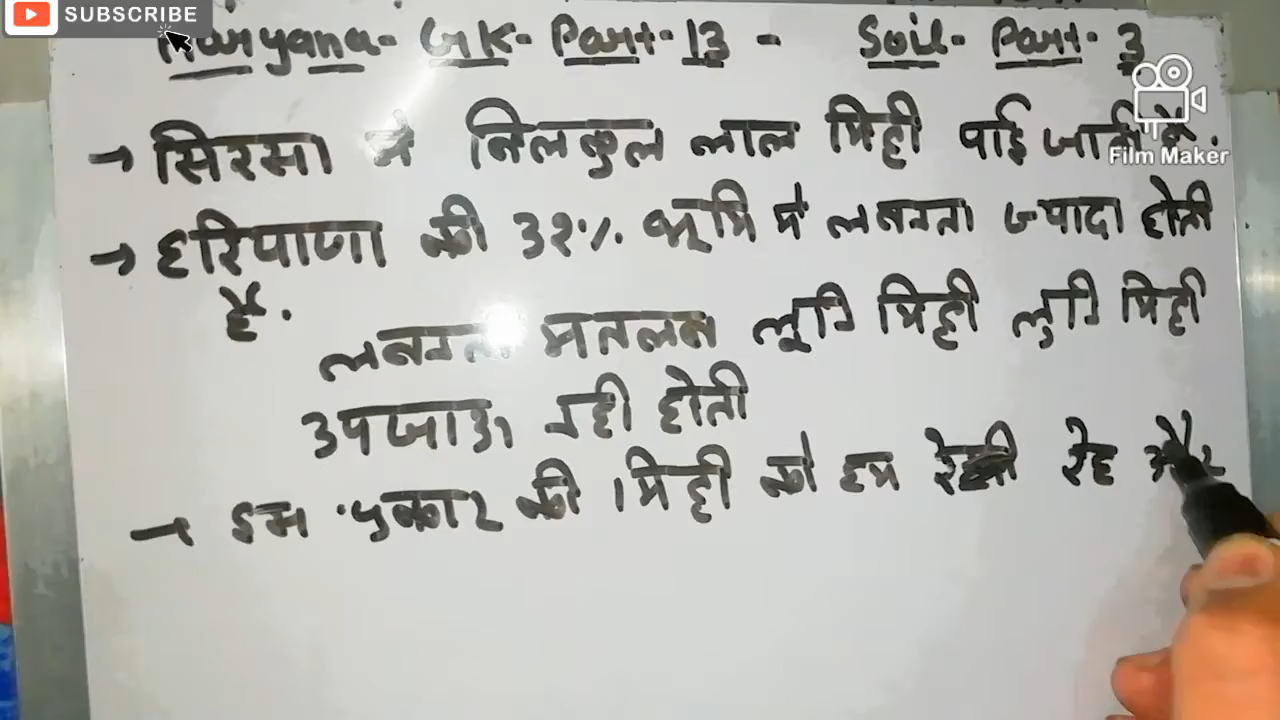 SUBSCRIBE
Haryana- GK- Part-13 - Soil- Part-3
Film Maker
→ सिरसा मे बिलकुल लाल मिट्टी पाई जाती है.
→ हरियाणा की 32% भूमि मे लवणता ज्यादा होती
है.
लवणता मतलब लूणि मिट्टी लुणि मिट्टी
उपजाऊ नही होती
→ इस प्रकार की मिट्टी को हम रेह और